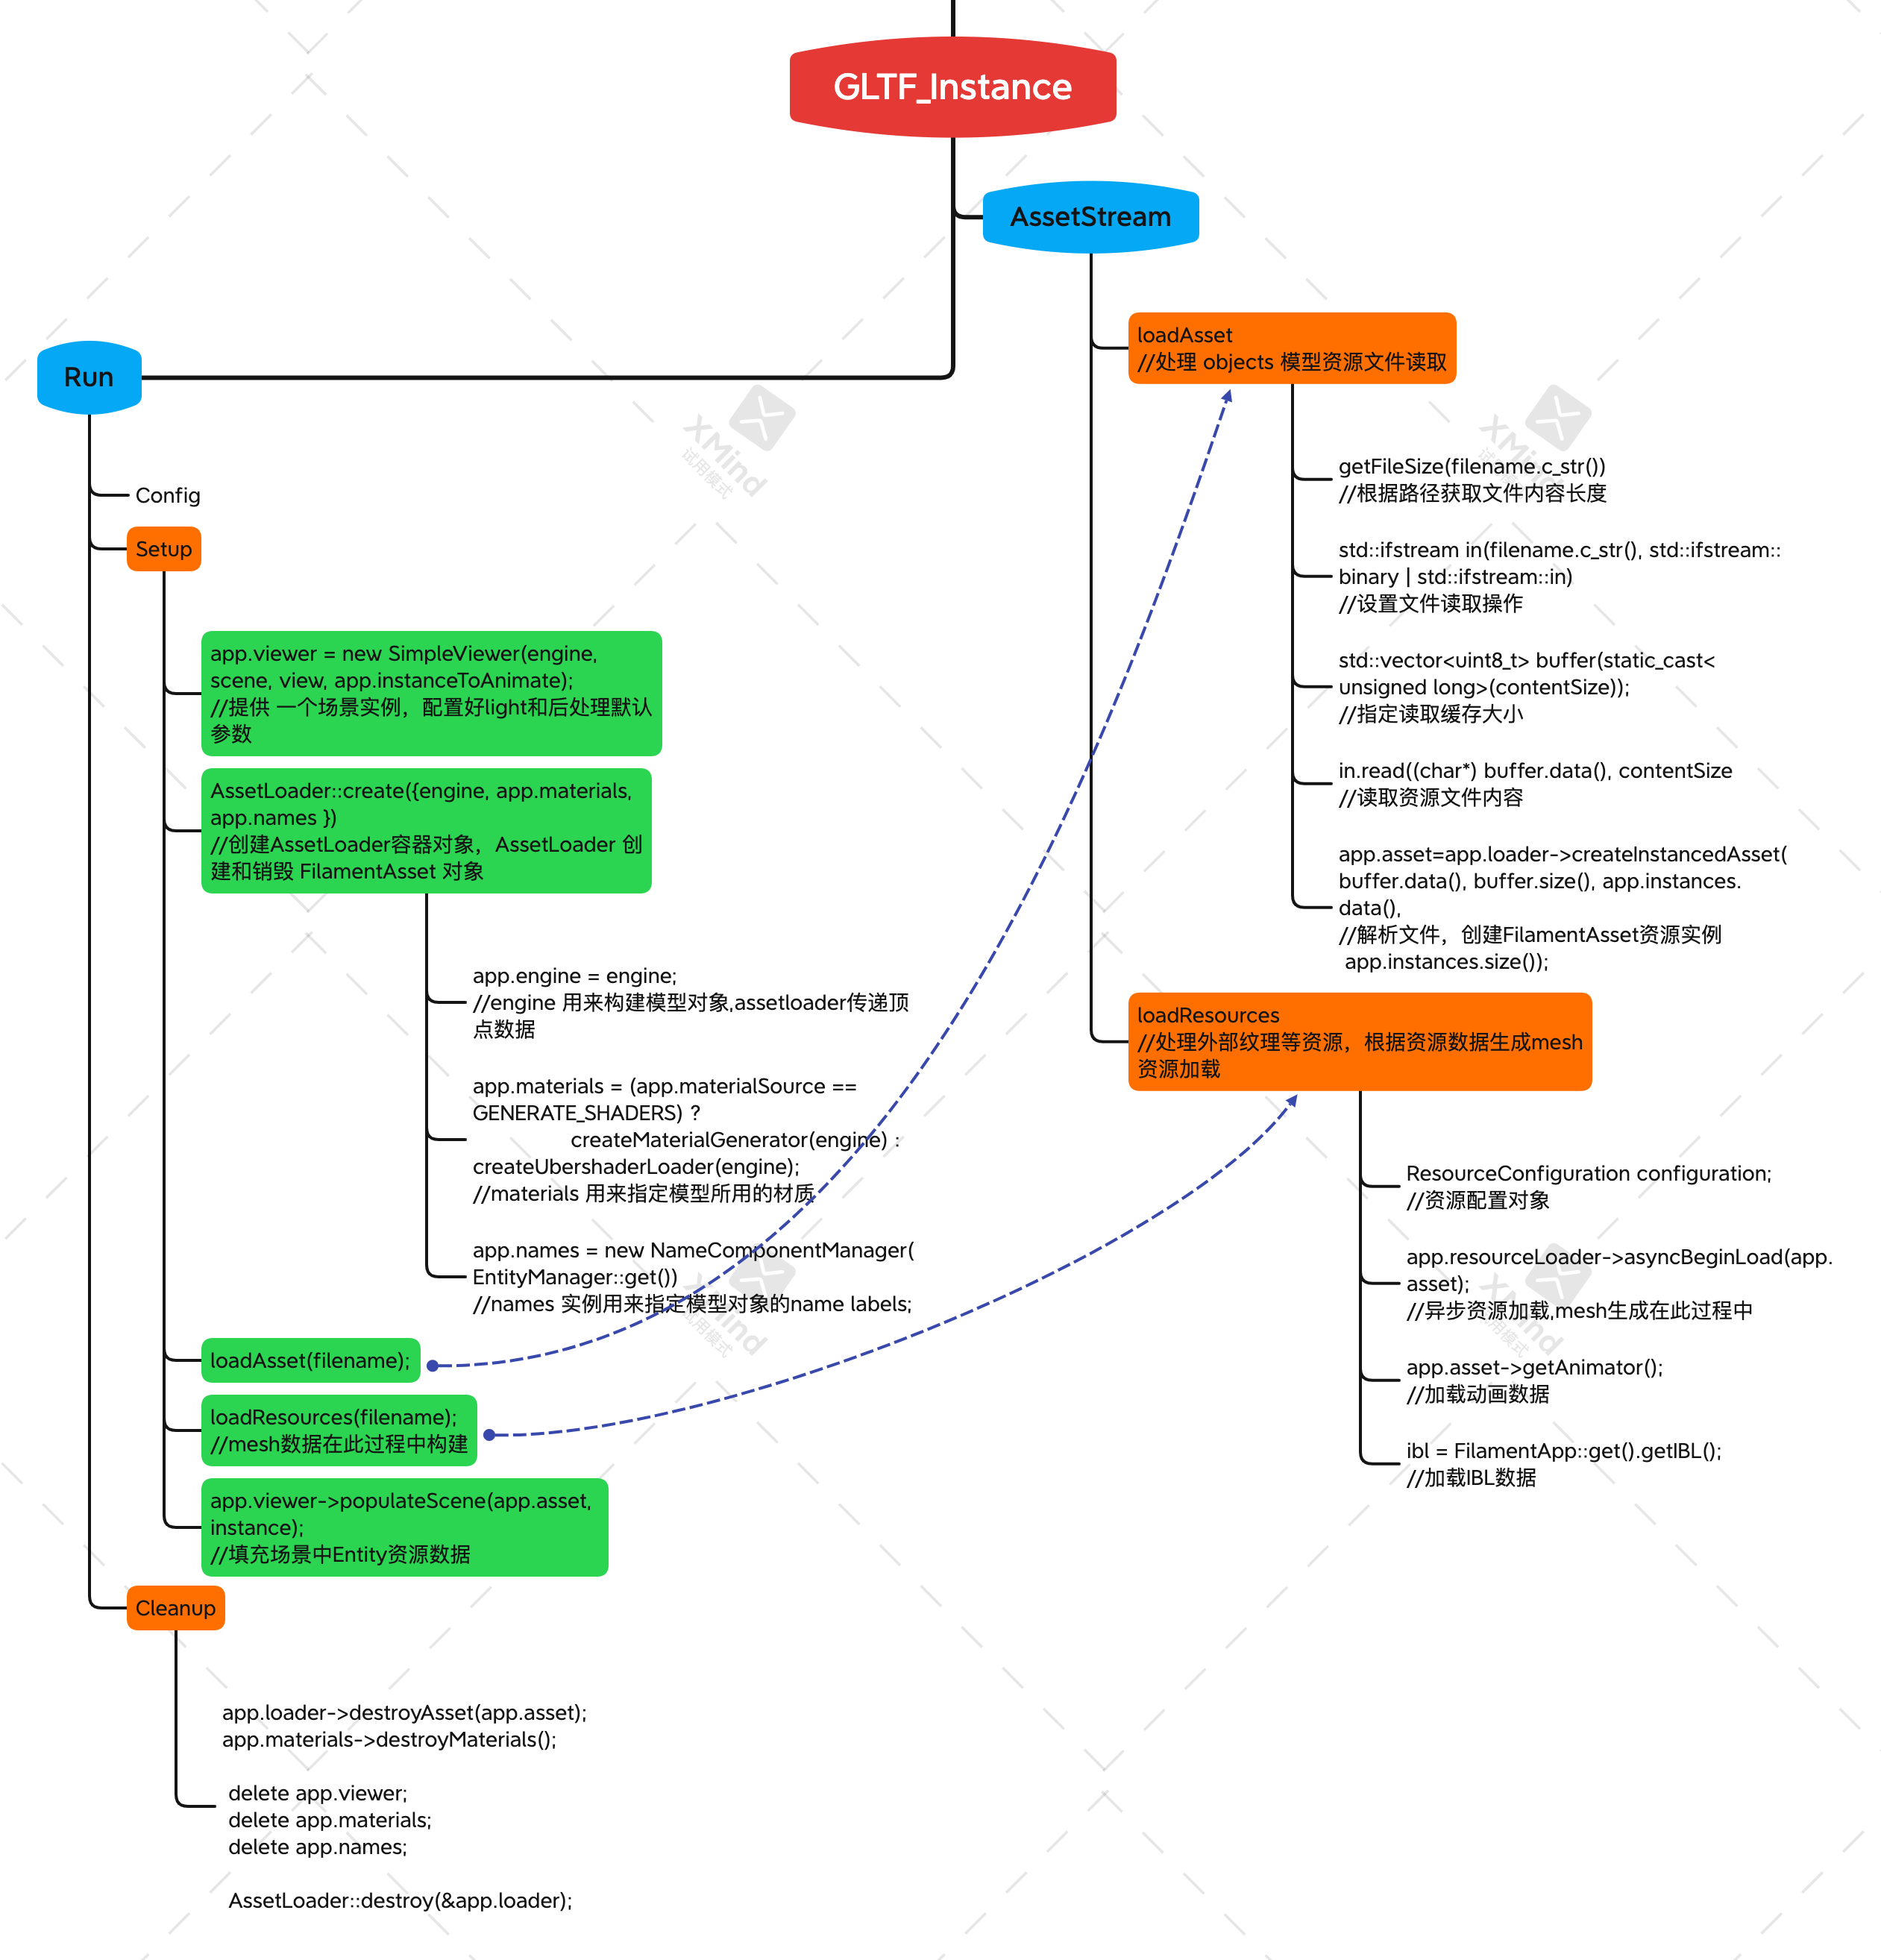 GLTF_Instance
AssetStream
loadAsset
//处理 objects 模型资源文件读取
getFileSize(filename.c_str())
//根据路径获取文件内容长度
std::ifstream in(filename.c_str(), std::ifstream::
binary | std::ifstream::in)
//设置文件读取操作
std::vector<uint8_t> buffer(static_cast<
unsigned long>(contentSize));
//指定读取缓存大小
in.read((char*) buffer.data(), contentSize
//读取资源文件内容
app.asset=app.loader->createInstancedAsset(
buffer.data(), buffer.size(), app.instances.
data(),
//解析文件，创建FilamentAsset资源实例
app.instances.size());
loadResources
//处理外部纹理等资源，根据资源数据生成mesh
资源加载
ResourceConfiguration configuration;
//资源配置对象
app.resourceLoader->asyncBeginLoad(app.
asset);
//异步资源加载,mesh生成在此过程中
app.asset->getAnimator();
//加载动画数据
ibl = FilamentApp::get().getIBL();
//加载IBL数据
Run
Config
Setup
app.viewer = new SimpleViewer(engine,
scene, view, app.instanceToAnimate);
//提供 一个场景实例，配置好light和后处理默认
参数
AssetLoader::create({engine, app.materials,
app.names })
//创建AssetLoader容器对象，AssetLoader 创
建和销毁 FilamentAsset 对象
app.engine = engine;
//engine 用来构建模型对象,assetloader传递顶
点数据
app.materials = (app.materialSource ==
GENERATE_SHADERS) ?
createMaterialGenerator(engine) :
createUbershaderLoader(engine);
//materials 用来指定模型所用的材质
app.names = new NameComponentManager(
EntityManager::get())
//names 实例用来指定模型对象的name labels;
loadAsset(filename);
loadResources(filename);
//mesh数据在此过程中构建
app.viewer->populateScene(app.asset,
instance);
//填充场景中Entity资源数据
Cleanup
app.loader->destroyAsset(app.asset);
app.materials->destroyMaterials();
delete app.viewer;
delete app.materials;
delete app.names;
AssetLoader::destroy(&app.loader);
XMind
试用模式
XMind
试用模式
XMind
试用模式
XMind
试用模式